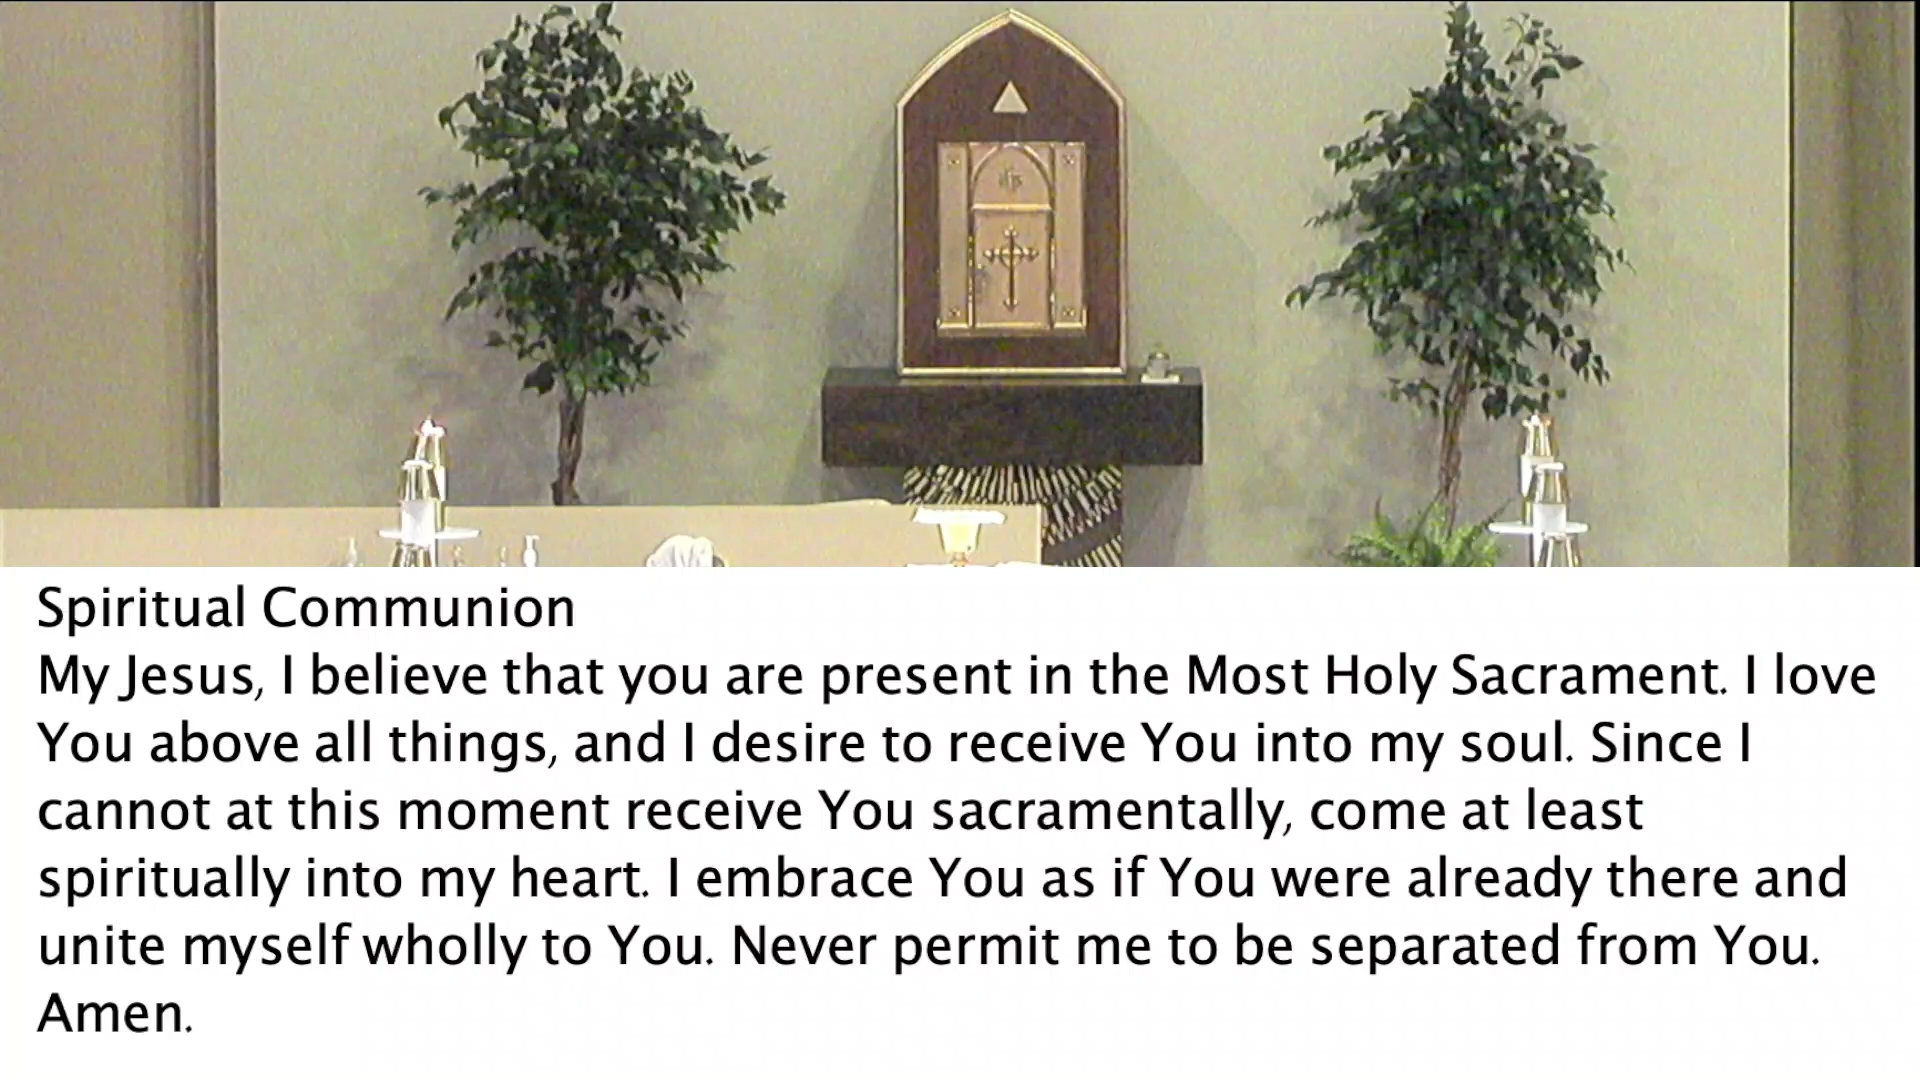 Spiritual Communion
My Jesus, I believe that you are present in the Most Holy Sacrament. I love
You above all things, and I desire to receive You into my soul. Since I
cannot at this moment receive You sacramentally, come at least
spiritually into my heart. I embrace You as if You were already there and
unite myself wholly to You. Never permit me to be separated from You.
Amen.